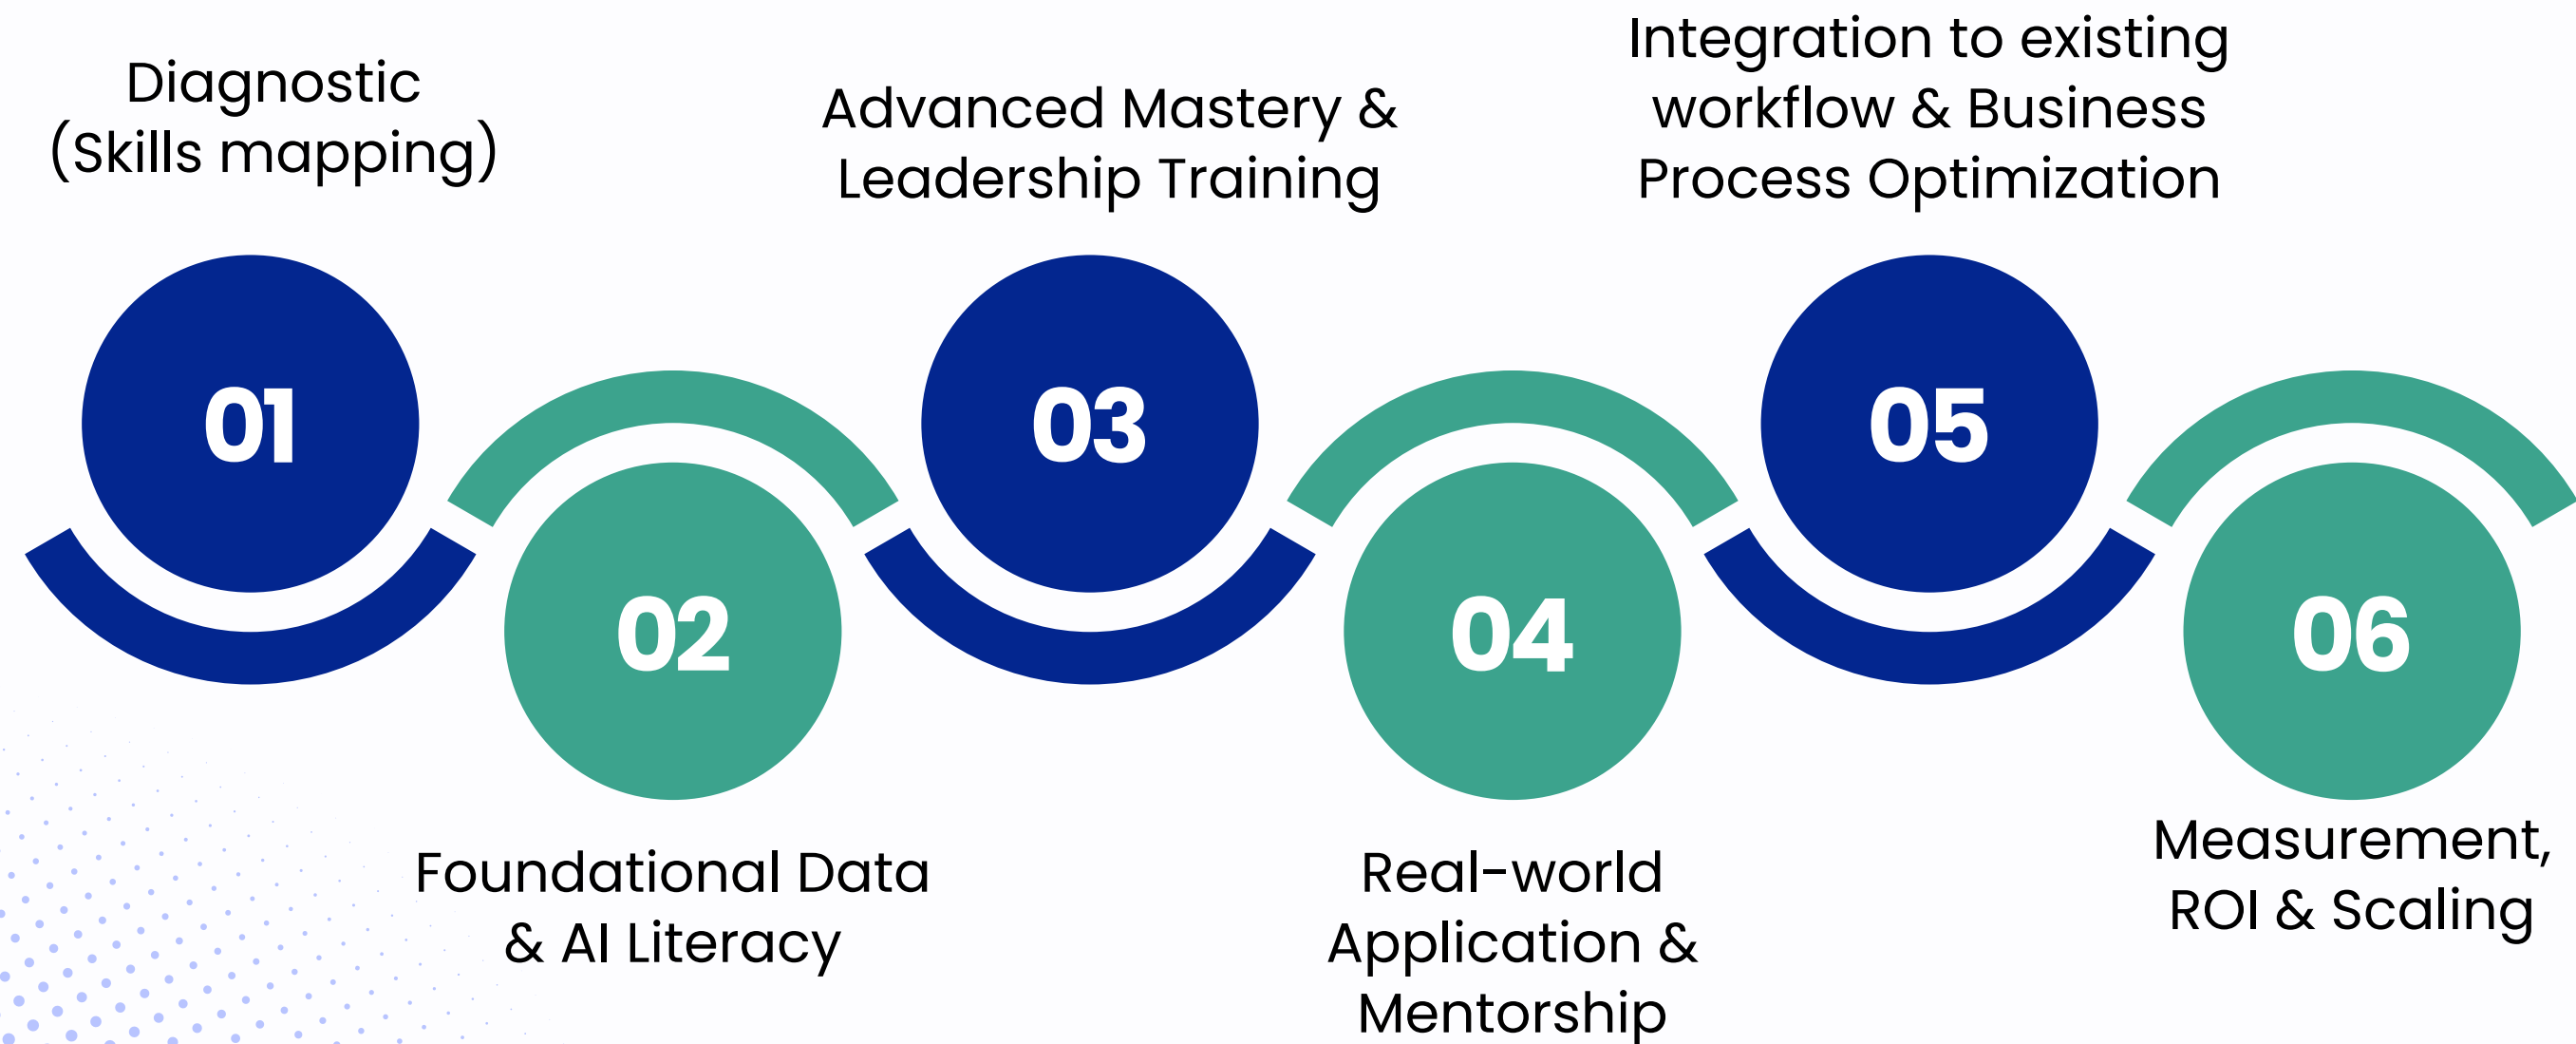 Diagnostic
(Skills mapping)
01
Foundational Data
& AI Literacy
02
Advanced Mastery &
Leadership Training
03
Real-world
Application &
Mentorship
04
Integration to existing
workflow & Business
Process Optimization
05
Measurement,
ROI & Scaling
06